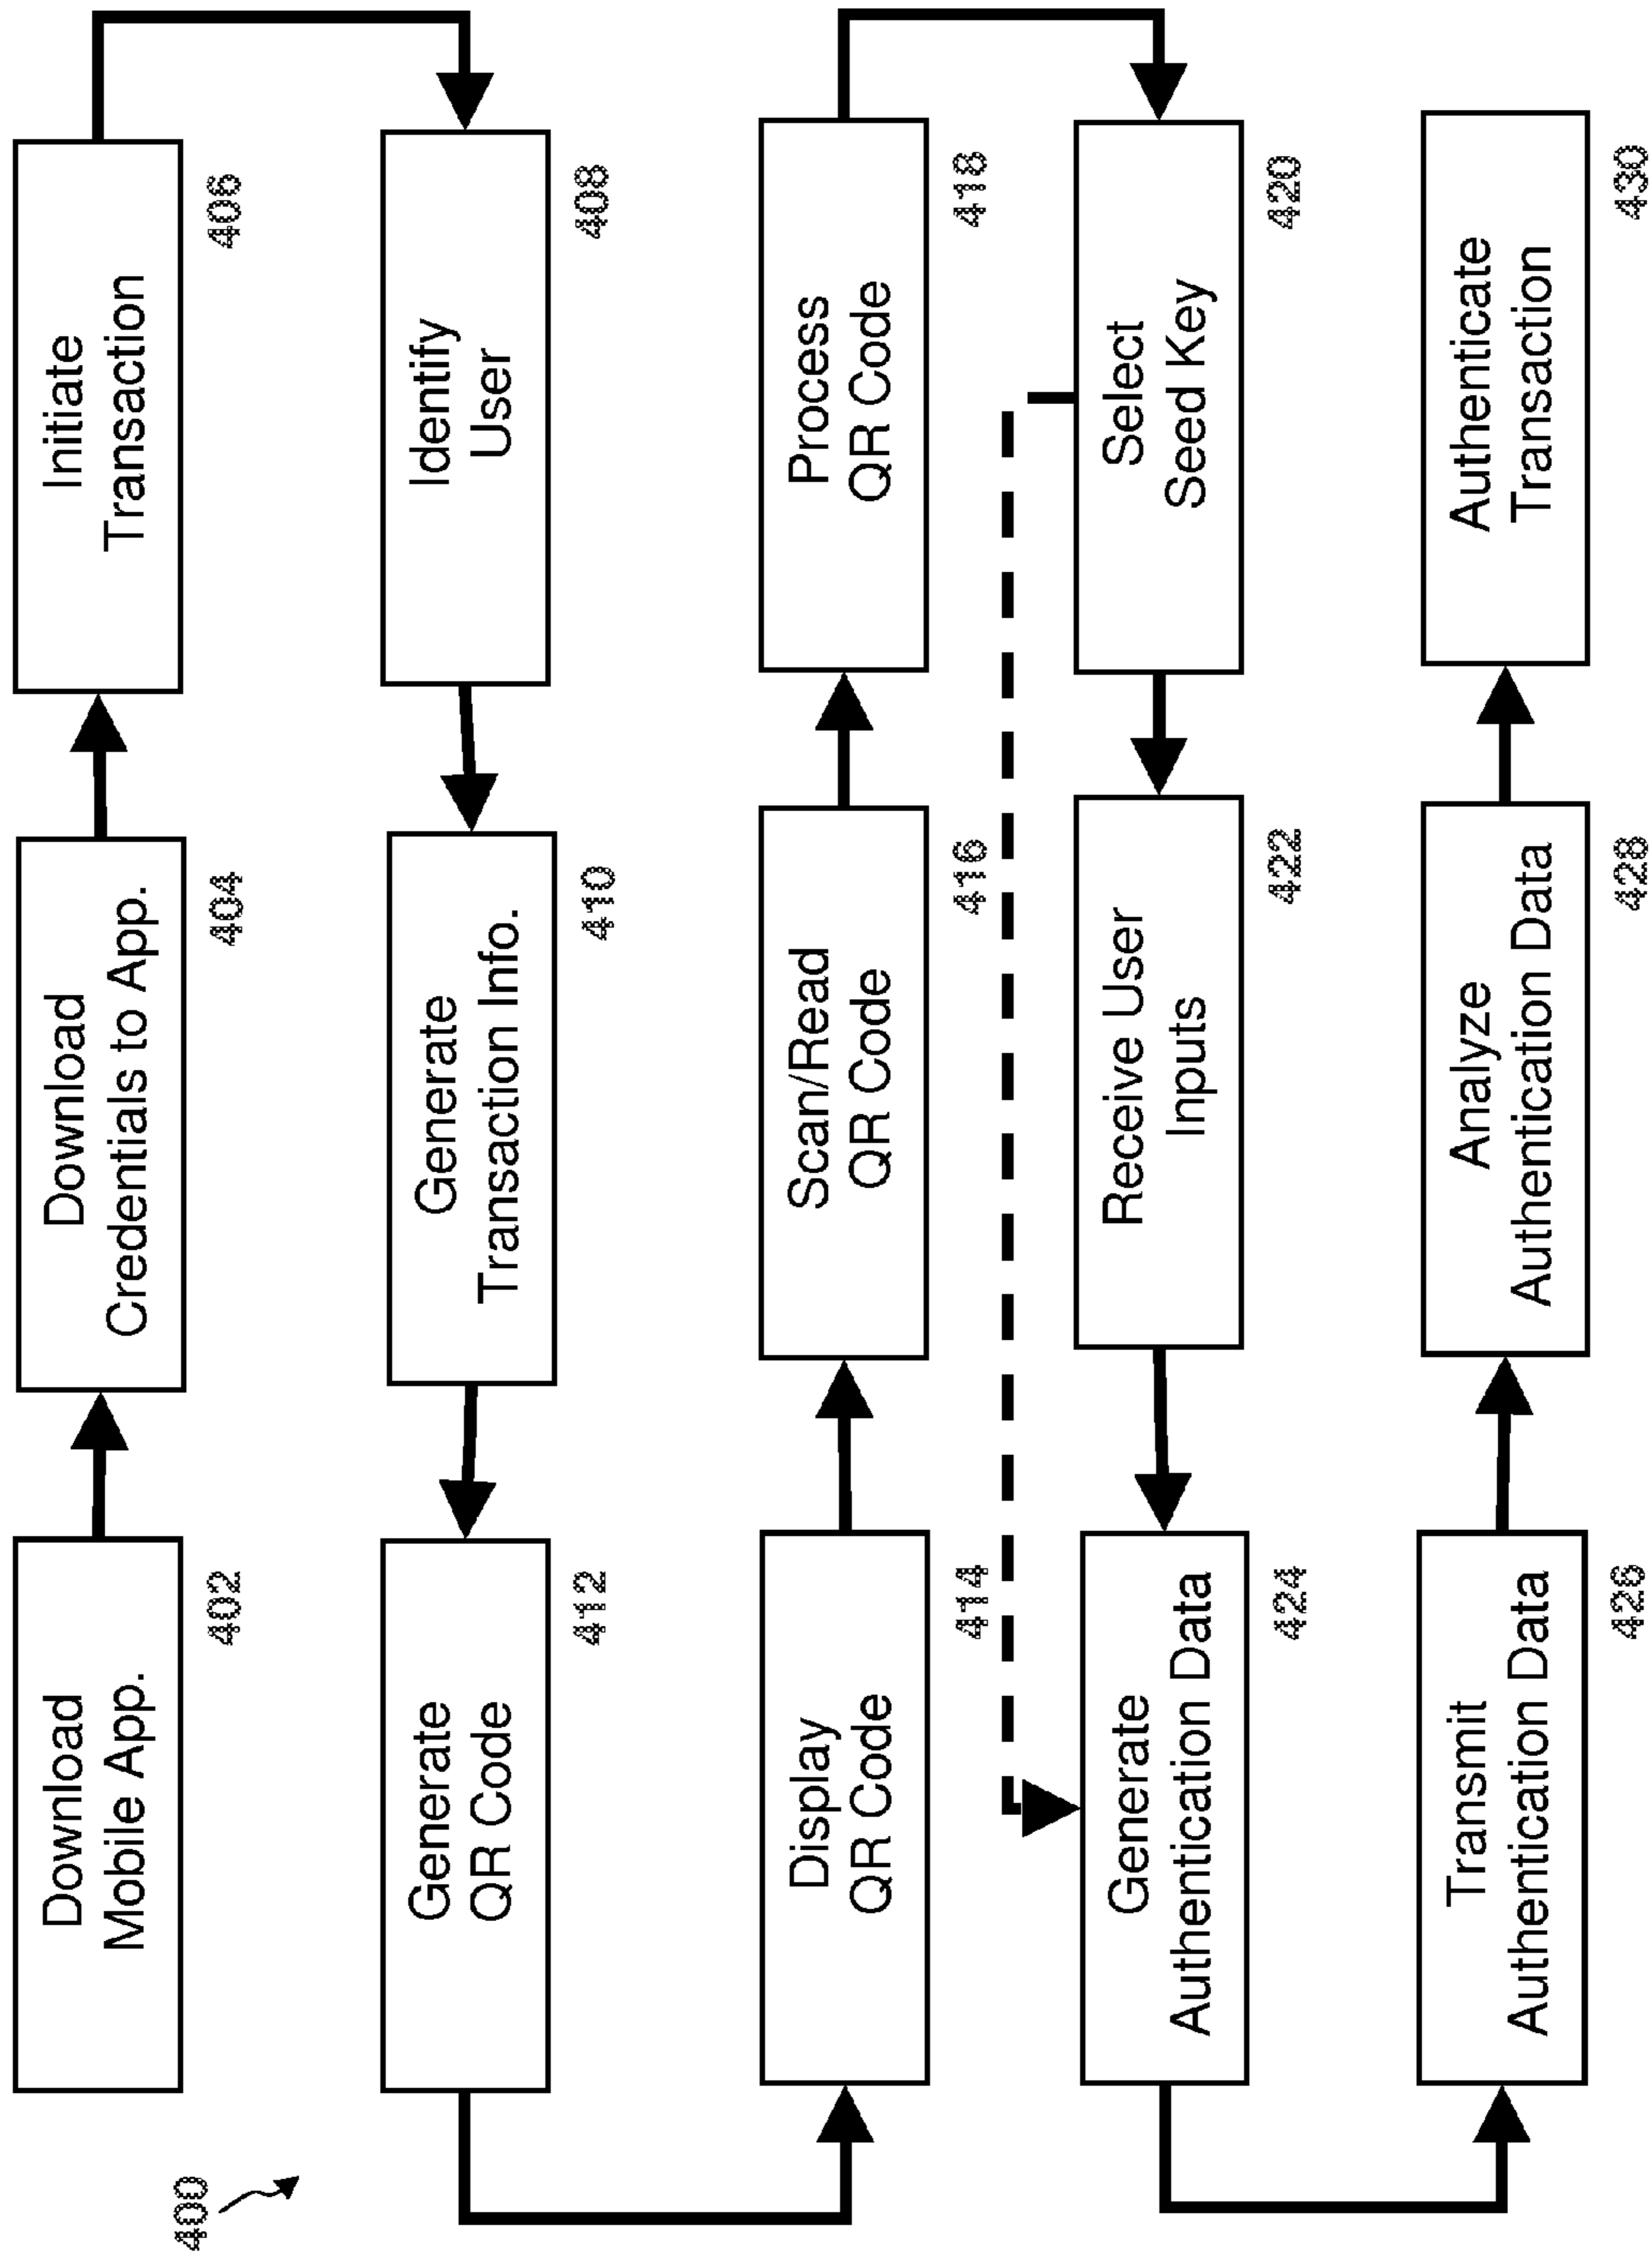 400
Download
Mobile App.
402
Download
Credentials to App.
404
Initiate
Transaction
406
Identify
User
408
Generate
Transaction Info.
410
Generate
QR Code
412
Display
QR Code
414
Scan/Read
QR Code
416
Process
QR Code
418
Select
Seed Key
420
Receive User
Inputs
422
Generate
Authentication Data
424
Transmit
Authentication Data
426
Analyze
Authentication Data
428
Authenticate
Transaction
430